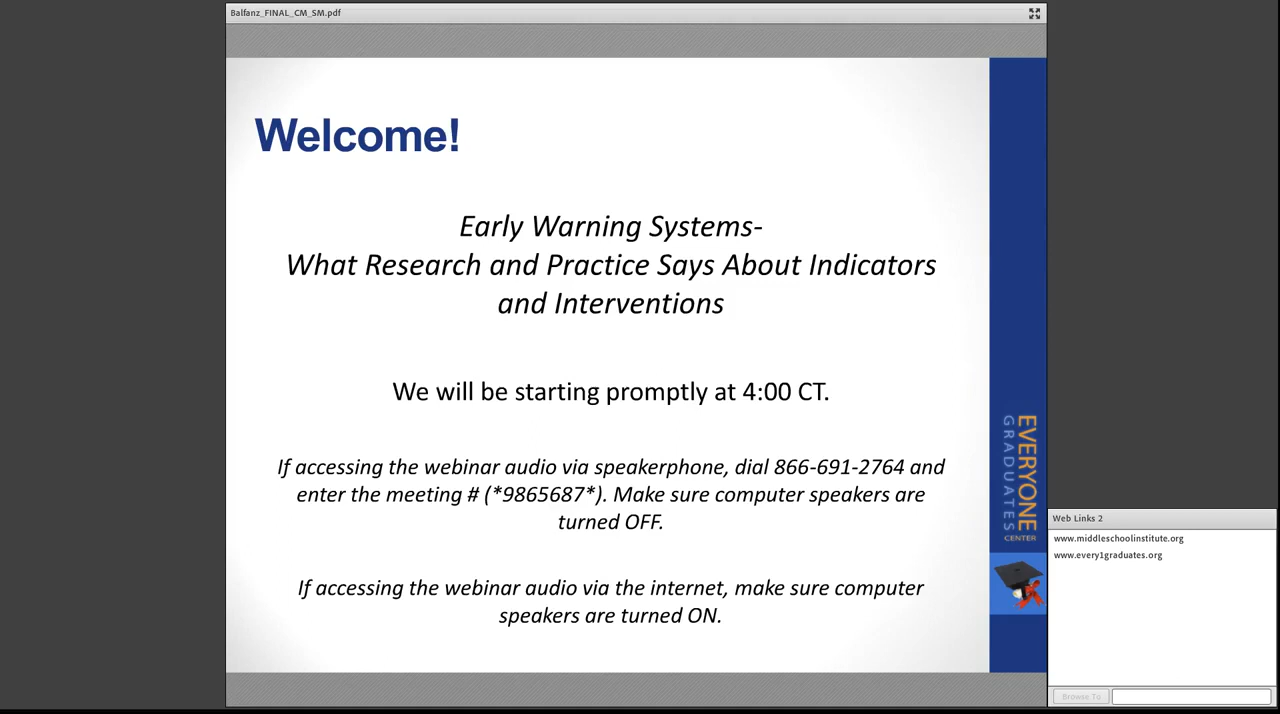 Balfanz_FINAL_CM_SM.pdf
Welcome!
Early Warning Systems-
What Research and Practice Says About Indicators
and Interventions
We will be starting promptly at 4:00 CT.
If accessing the webinar audio via speakerphone, dial 866-691-2764 and
enter the meeting # (*9865687*). Make sure computer speakers are
turned OFF.
If accessing the webinar audio via the internet, make sure computer
speakers are turned ON.
EVERYONE
GRADUATES
CENTER
Web Links 2
www.middleschoolinstitute.org
www.every1graduates.org
Browse To